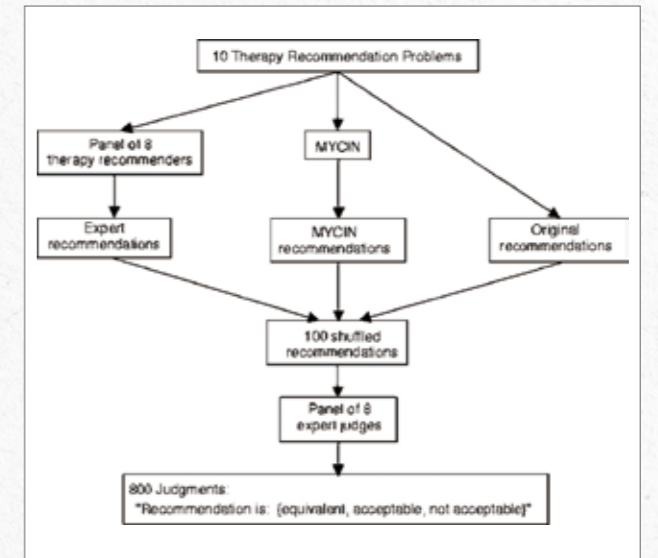 10 Therapy Recommendation Problems
Panel of 8
therapy recommenders
MYCIN
Expert
recommendations
MYCIN
recommendations
Original
recommendations
100 shuffled
recommendations
Panel of 8
expert judges
800 Judgments:
"Recommendation is: {equivalent, acceptable, not acceptable}"